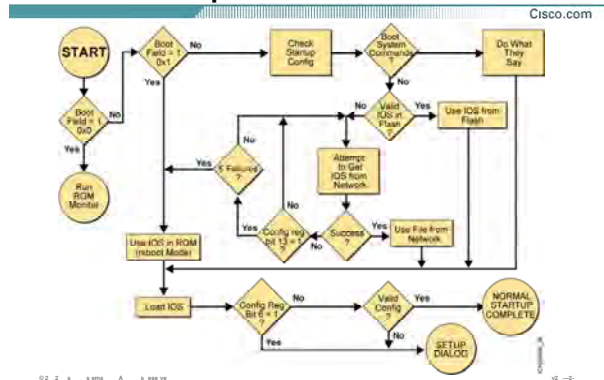 Cisco.com
START
Boot
Field = 1
0x1
?
No
Yes
Check
Startup
Config
Boot
System
Commands
?
Yes
No
Do What
They
Say
Boot
Field = 1
0x0
?
No
Yes
Run
ROM
Monitor
Valid
IOS in
Flash
?
No
Yes
Use IOS from
Flash
No
No
Yes
5 Failures
?
Attempt
to Get
IOS from
Network
Use IOS in ROM
(rxboot Mode)
Yes
Config reg
bit 13 = 1
?
No
Success
?
Yes
Use File from
Network
Load IOS
Config Reg
Bit 6 = 1
?
No
Yes
Valid
Config
?
Yes
No
NORMAL
STARTUP
COMPLETE
SETUP
DIALOG